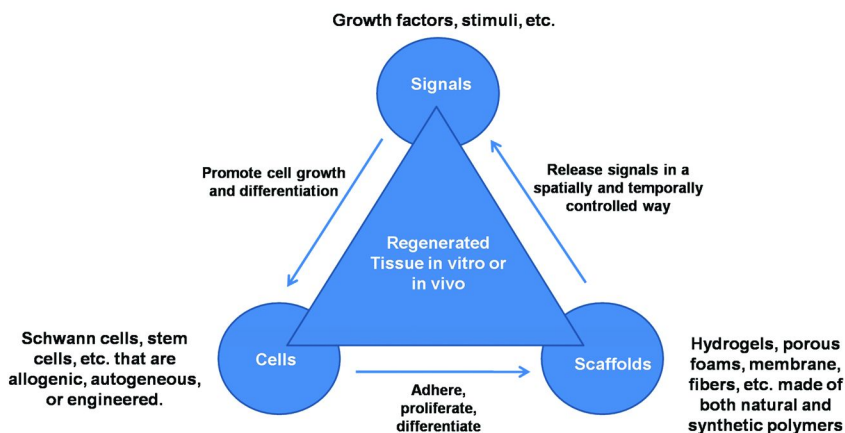 Growth factors, stimuli, etc.
Signals
Promote cell growth
and differentiation
Release signals in a
spatially and temporally
controlled way
Regenerated
Tissue in vitro or
in vivo
Schwann cells, stem
cells, etc. that are
allogenic, autogeneous,
or engineered.
Cells
Adhere,
proliferate,
differentiate
Scaffolds
Hydrogels, porous
foams, membrane,
fibers, etc. made of
both natural and
synthetic polymers